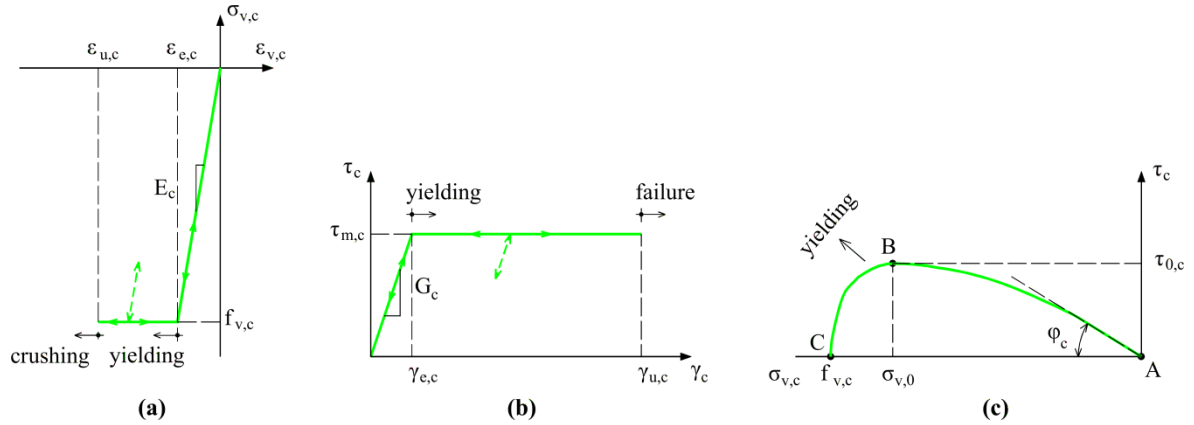 σv,c
εu,c
εe,c
εv,c
Ec
fv,c
crushing
yielding
(a)
τc
yielding
failure
τm,c
Gc
γe,c
γu,c
γc
(b)
τc
yielding
B
τ0,c
φc
C
A
σv,c
fv,c
σv,0
(c)